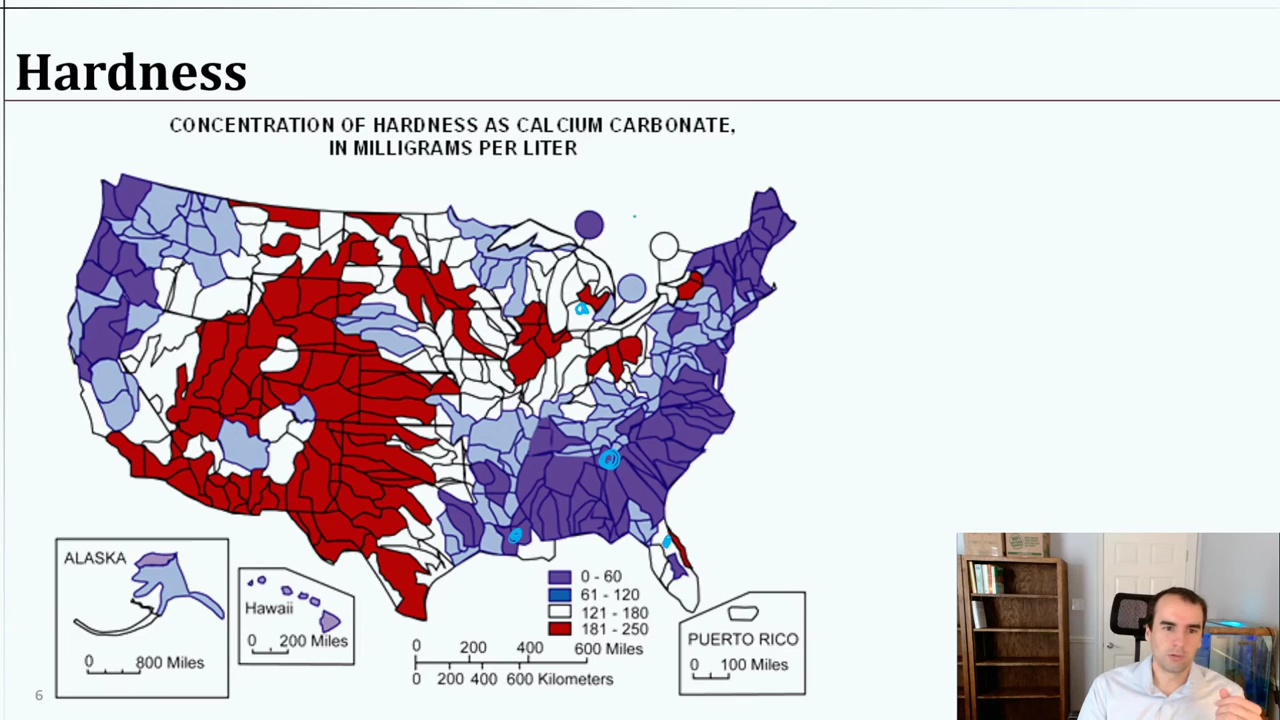 Hardness
CONCENTRATION OF HARDNESS AS CALCIUM CARBONATE,
IN MILLIGRAMS PER LITER
ALASKA
0 800 Miles
Hawaii
0 200 Miles
0 - 60
61 - 120
121 - 180
181 - 250
0 200 400 600 Miles
0 200 400 600 Kilometers
PUERTO RICO
0 100 Miles
6